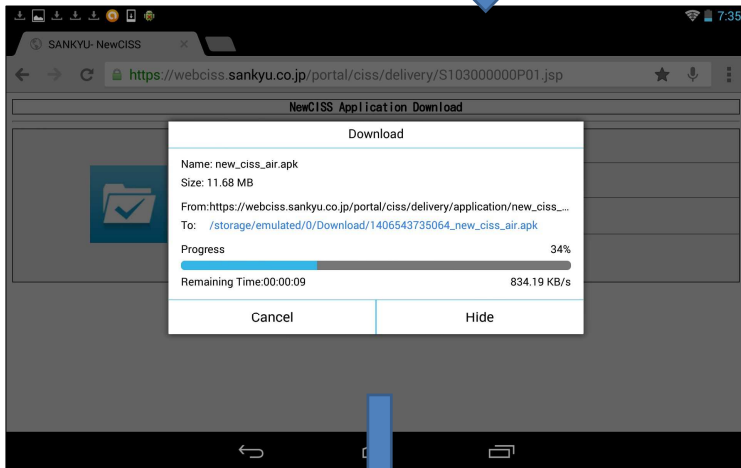 7:35
SANKYU- NewCISS
https://webciss.sankyu.co.jp/portal/ciss/delivery/S103000000P01.jsp
NewCISS Application Download
Download
Name: new_ciss_air.apk
Size: 11.68 MB
From:https://webciss.sankyu.co.jp/portal/ciss/delivery/application/new_ciss_...
To: /storage/emulated/0/Download/1406543735064_new_ciss_air.apk
Progress 34%
Remaining Time:00:00:09 834.19 KB/s
Cancel Hide